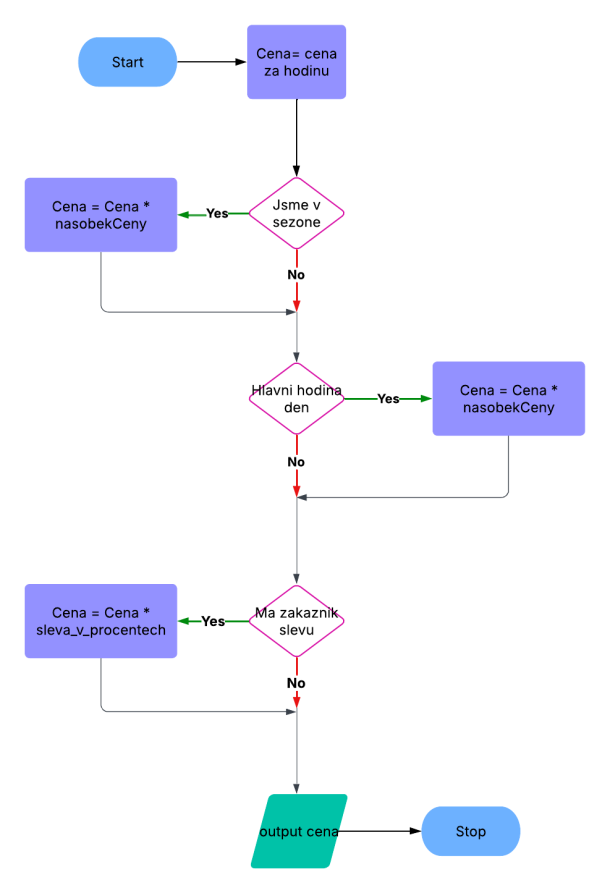 Start
Cena= cena
za hodinu
Cena = Cena *
nasobekCeny
Yes
Jsme v
sezone
No
Hlavni hodina
den
Yes
Cena = Cena *
nasobekCeny
No
Cena = Cena *
sleva_v_procentech
Yes
Ma zakaznik
slevu
No
output cena
Stop